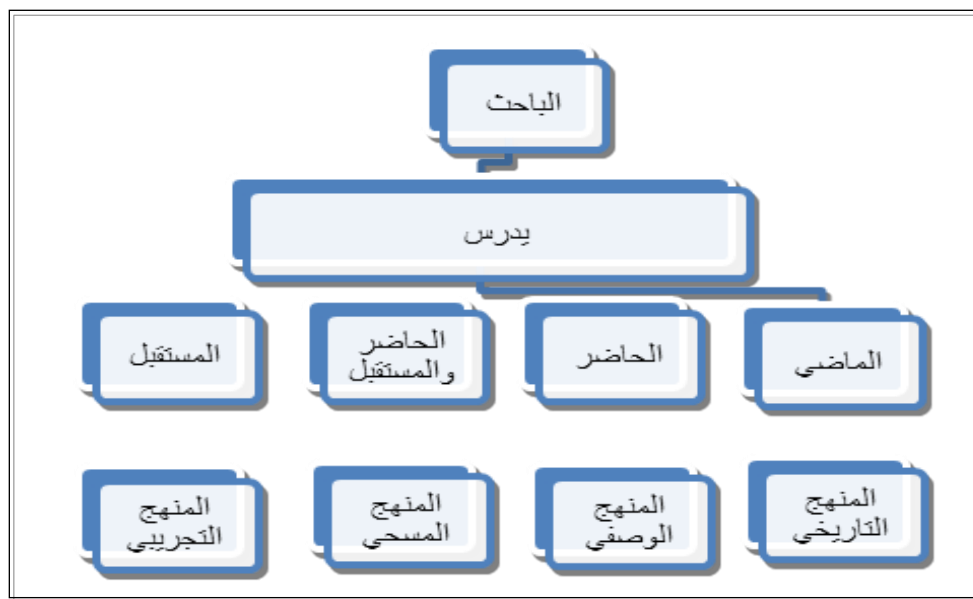 الباحث
يدرس
الماضي
الحاضر
الحاضر
والمستقبل
المستقبل
المنهج
التاريخي
المنهج
الوصفي
المنهج
المسحي
المنهج
التجريبي